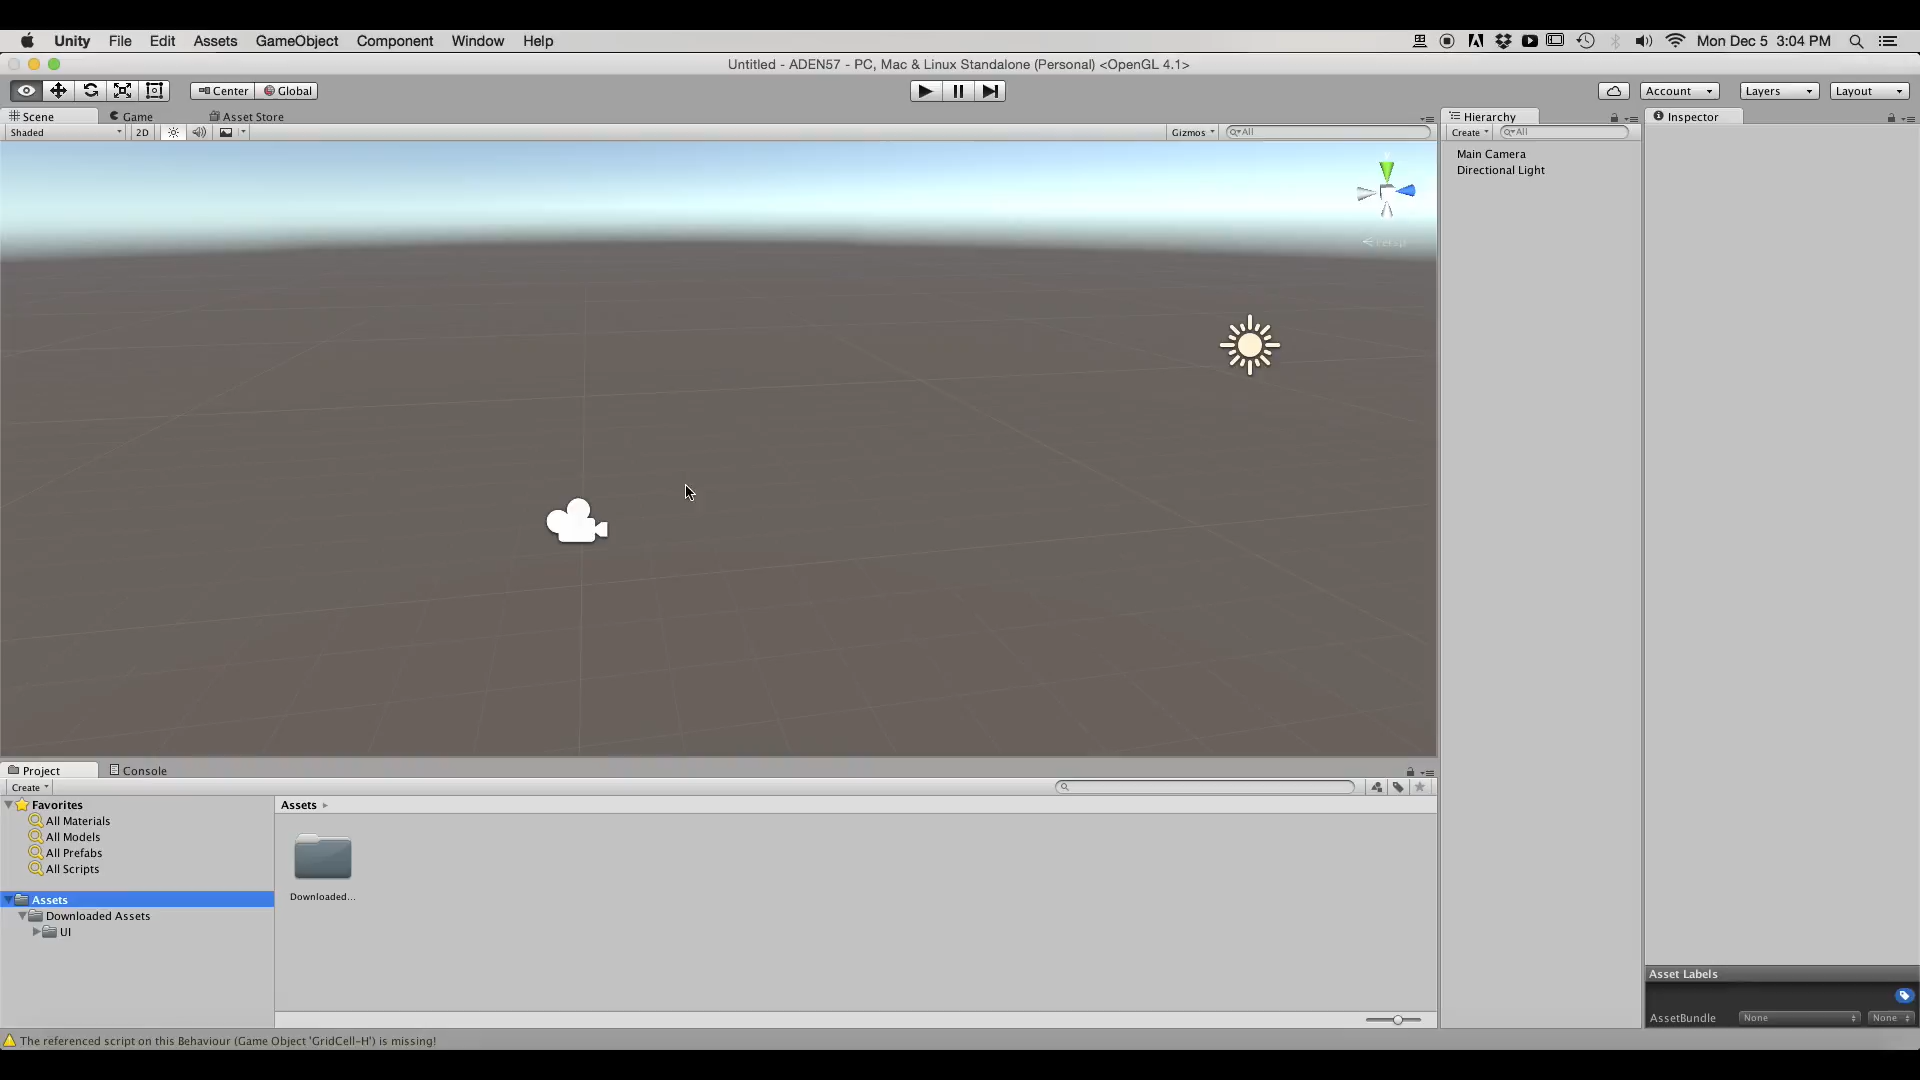 Unity File Edit Assets GameObject Component Window Help Mon Dec 5 3:04 PM
Untitled - ADEN57 - PC, Mac & Linux Standalone (Personal) <OpenGL 4.1>
Center Global Account Layers Layout
Scene Game Asset Store Hierarchy Inspector
Shaded 2D Gizmos All Create All
Main Camera
Directional Light
Persp
Project Console
Create
Favorites Assets
All Materials
All Models
All Prefabs
All Scripts
Downloaded...
Assets
Downloaded Assets
UI
Asset Labels
AssetBundle None None
The referenced script on this Behaviour (Game Object 'GridCell-H') is missing!